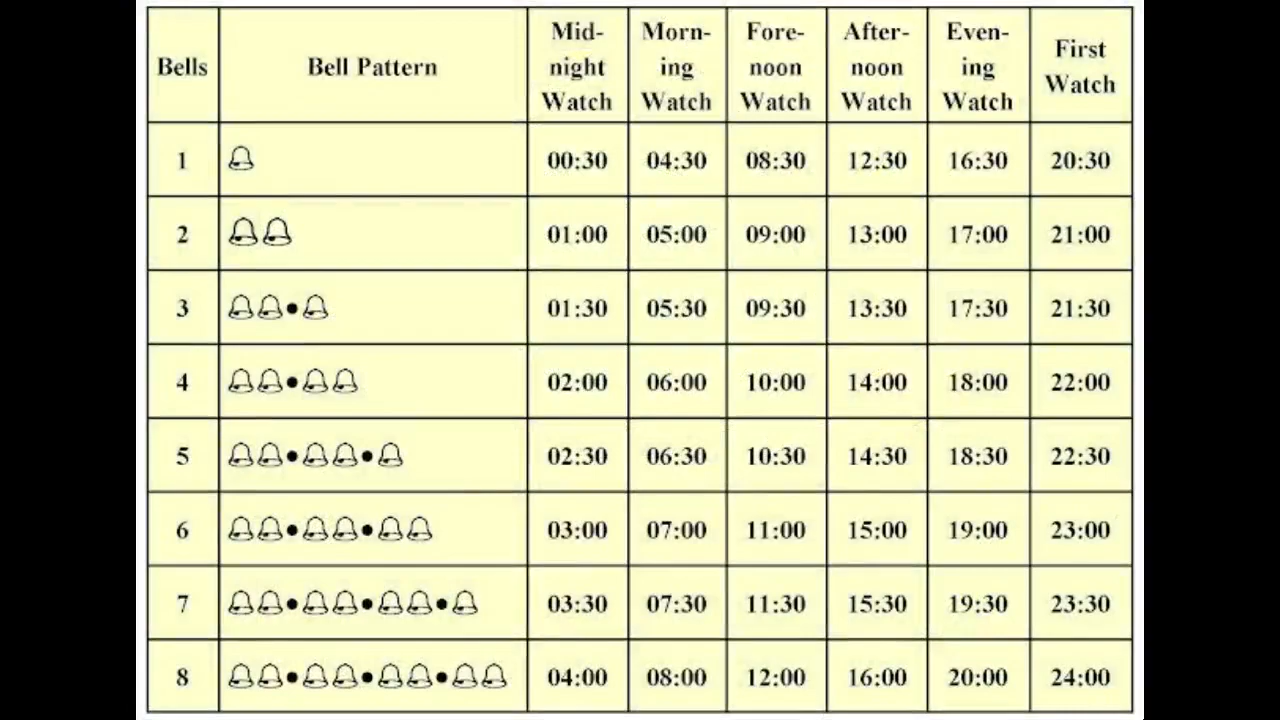 Bells Bell Pattern Mid-night Watch Morn-ing Watch Fore-noon Watch After-noon Watch Even-ing Watch First Watch
1 00:30 04:30 08:30 12:30 16:30 20:30
2 01:00 05:00 09:00 13:00 17:00 21:00
3 01:30 05:30 09:30 13:30 17:30 21:30
4 02:00 06:00 10:00 14:00 18:00 22:00
5 02:30 06:30 10:30 14:30 18:30 22:30
6 03:00 07:00 11:00 15:00 19:00 23:00
7 03:30 07:30 11:30 15:30 19:30 23:30
8 04:00 08:00 12:00 16:00 20:00 24:00